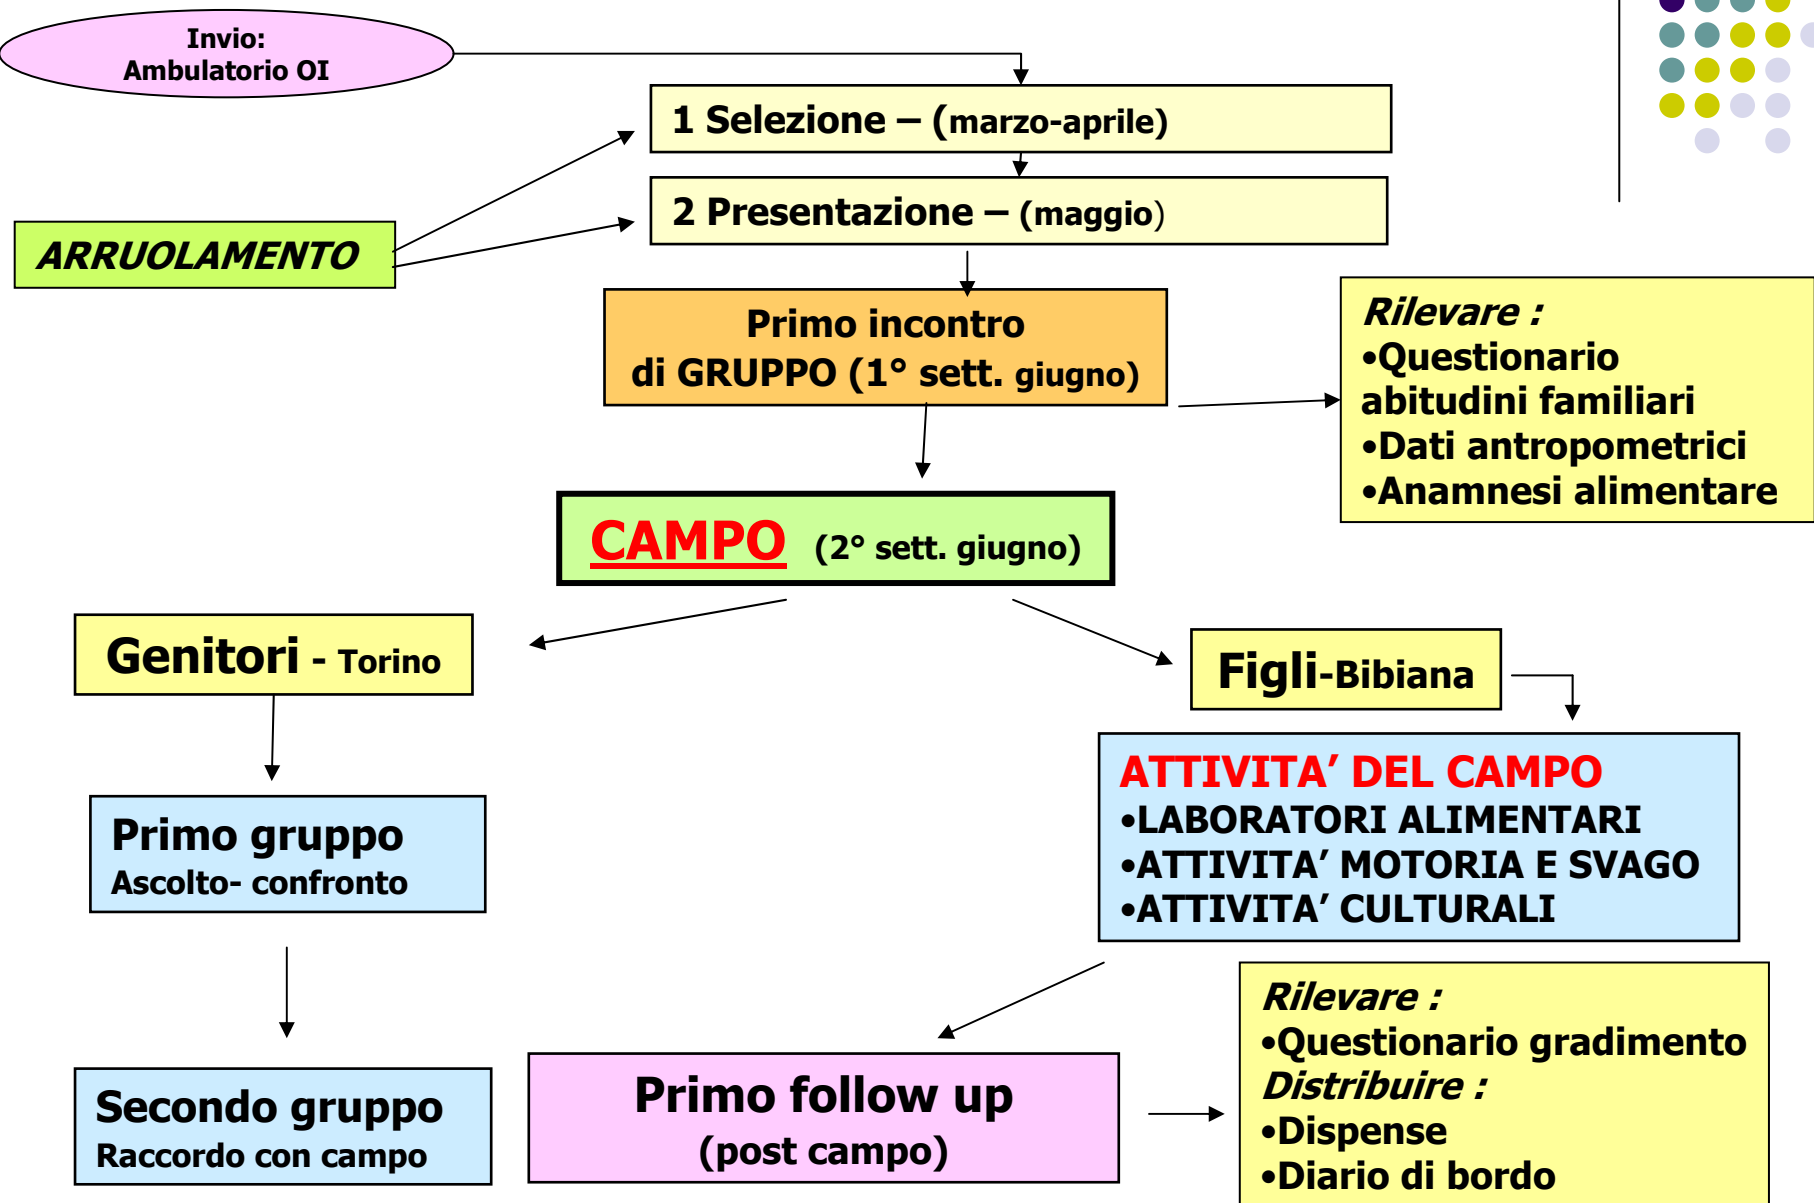 Invio:
Ambulatorio OI
1 Selezione – (marzo-aprile)
2 Presentazione – (maggio)
ARRUOLAMENTO
Primo incontro
di GRUPPO (1° sett. giugno)
Rilevare :
•Questionario
abitudini familiari
•Dati antropometrici
•Anamnesi alimentare
CAMPO (2° sett. giugno)
Genitori - Torino
Figli-Bibiana
Primo gruppo
Ascolto- confronto
ATTIVITA’ DEL CAMPO
•LABORATORI ALIMENTARI
•ATTIVITA’ MOTORIA E SVAGO
•ATTIVITA’ CULTURALI
Secondo gruppo
Raccordo con campo
Primo follow up
(post campo)
Rilevare :
•Questionario gradimento
Distribuire :
•Dispense
•Diario di bordo